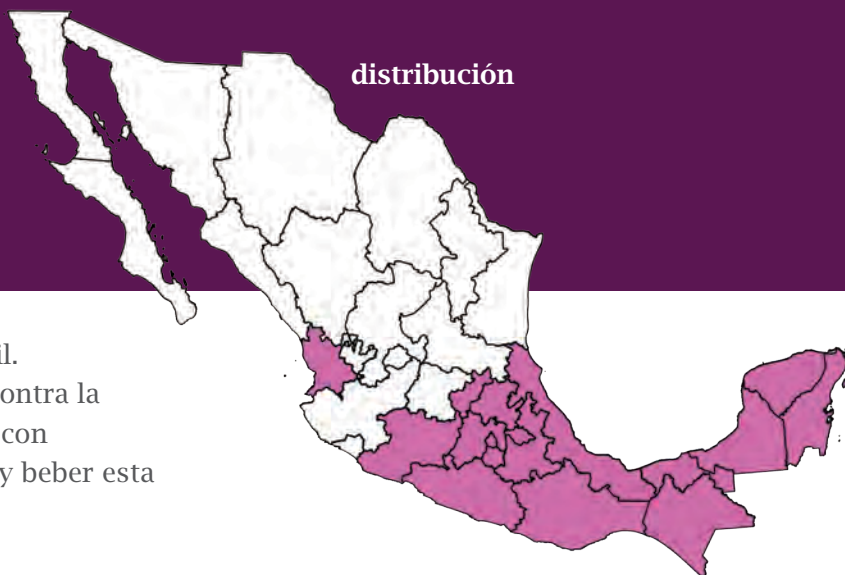 distribución
il.
ontra la
con
y beber esta